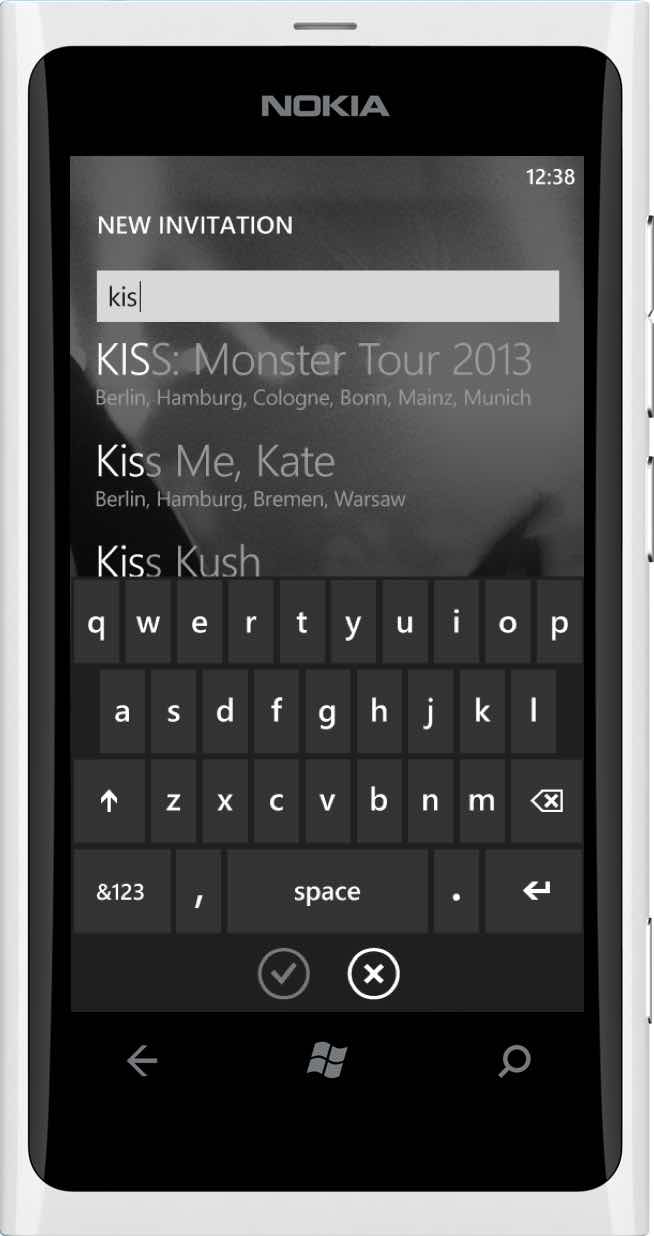 NOKIA
12:38
NEW INVITATION
kis
KISS: Monster Tour 2013
Berlin, Hamburg, Cologne, Bonn, Mainz, Munich
Kiss Me, Kate
Berlin, Hamburg, Bremen, Warsaw
Kiss Kush
q w e r t y u i o p
a s d f g h j k l
z x c v b n m
&123 , space .